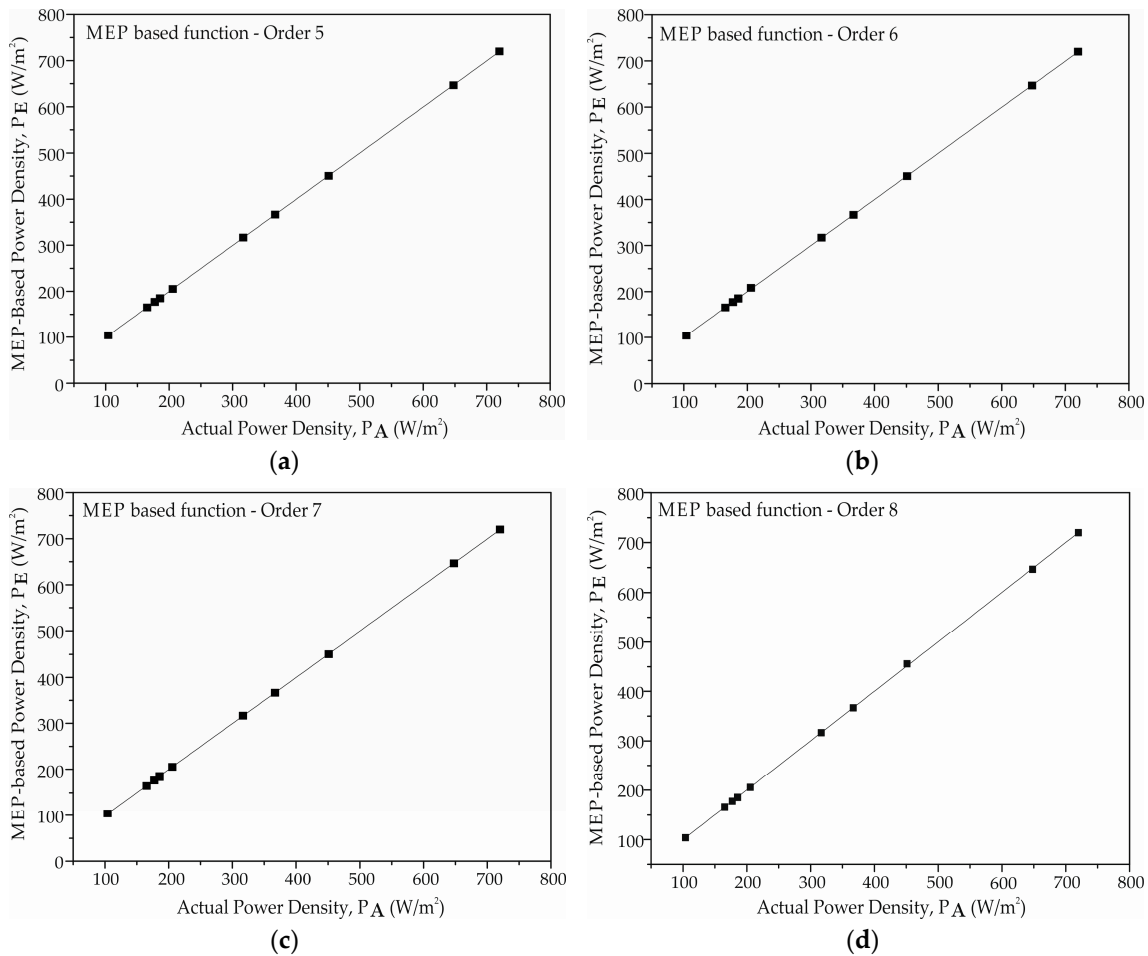 MEP based function - Order 5
MEP-Based Power Density, PE (W/m²)
800
700
600
500
400
300
200
100
0
100 200 300 400 500 600 700 800
Actual Power Density, PA (W/m²)
(a)
MEP based function - Order 6
MEP-based Power Density, PE (W/m²)
800
700
600
500
400
300
200
100
0
100 200 300 400 500 600 700 800
Actual Power Density, PA (W/m²)
(b)
MEP based function - Order 7
MEP-based Power Density, PE (W/m²)
800
700
600
500
400
300
200
100
0
100 200 300 400 500 600 700 800
Actual Power Density, PA (W/m²)
(c)
MEP based function - Order 8
MEP-based Power Density, PE (W/m²)
800
700
600
500
400
300
200
100
100 200 300 400 500 600 700 800
Actual Power Density, PA (W/m²)
(d)